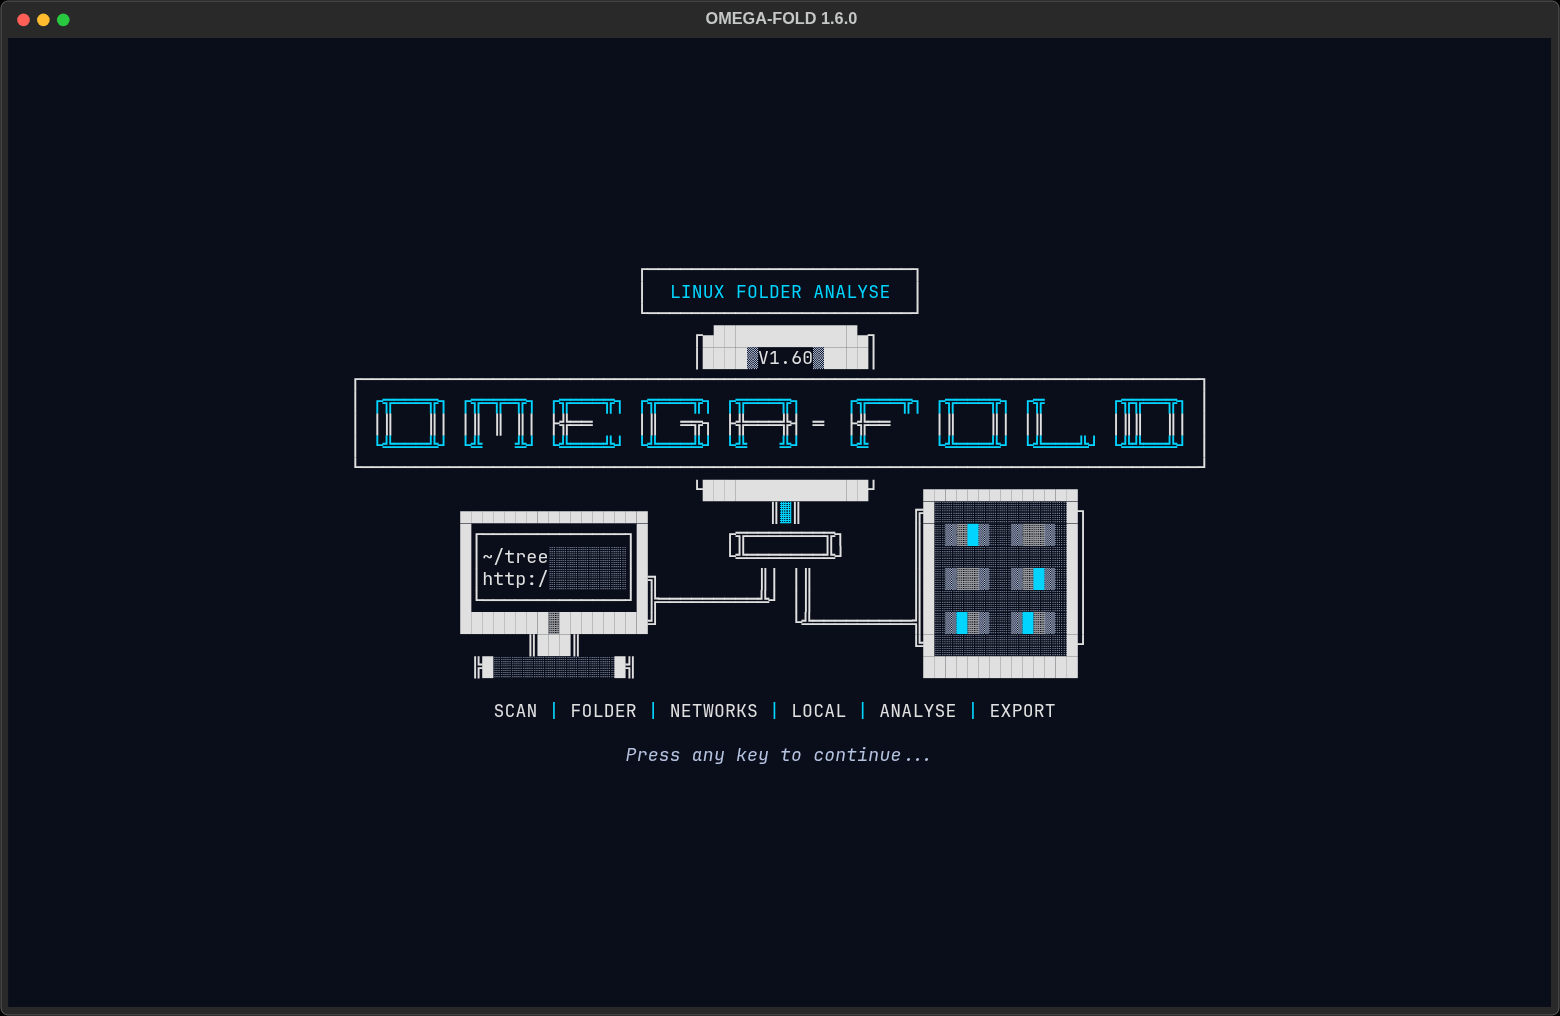 OMEGA-FOLD 1.6.0
LINUX FOLDER ANALYSE
V1.60
OMEGA-FOLD
~/tree
http:/
SCAN | FOLDER | NETWORKS | LOCAL | ANALYSE | EXPORT
Press any key to continue...